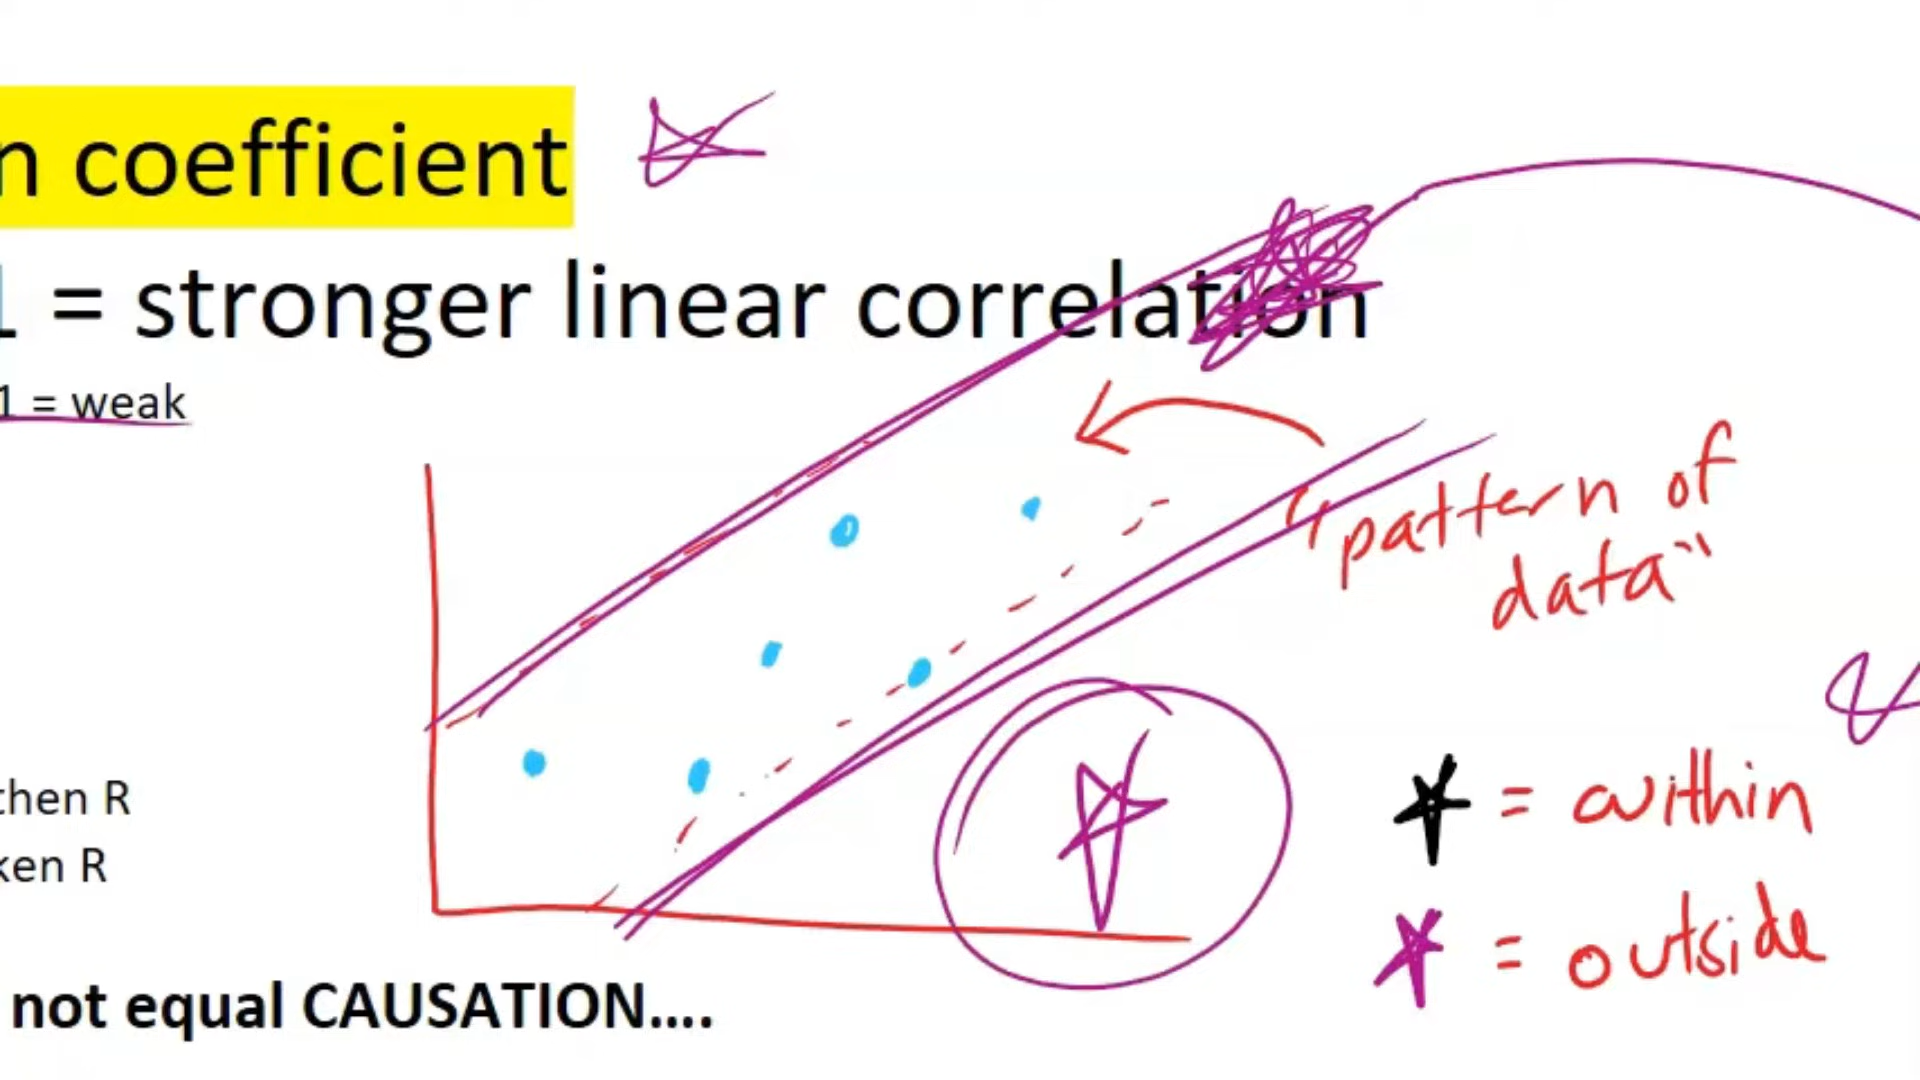 n coefficient
1 = stronger linear correlation
1 = weak
"pattern of
data"
then R
= within
ken R
= outside
not equal CAUSATION....